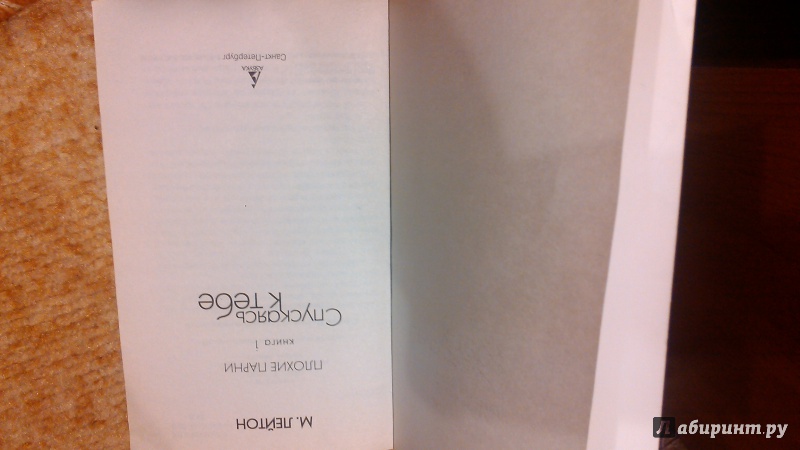 М. ЛЕЙТОН
ПЛОХИЕ ПАРНИ
книга 1
Спускаясь
к тебе
АЗБУКА
Санкт-Петербург
Лабиринт.ру